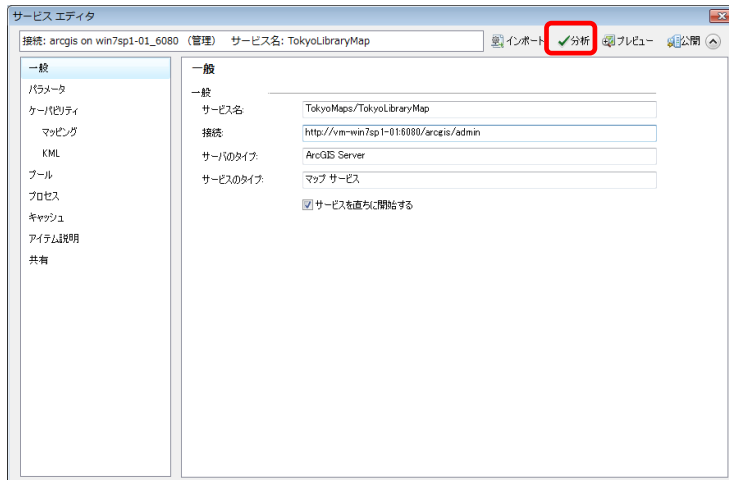 サービス エディタ
接続: arcgis on win7sp1-01_6080 （管理） サービス名: TokyoLibraryMap
インポート 分析 プレビュー 公開
一般
パラメータ
ケーパビリティ
マッピング
KML
プール
プロセス
キャッシュ
アイテム説明
共有
一般
一般
サービス名: TokyoMaps/TokyoLibraryMap
接続: http://vm-win7sp1-01:6080/arcgis/admin
サーバのタイプ: ArcGIS Server
サービスのタイプ: マップ サービス
サービスを直ちに開始する